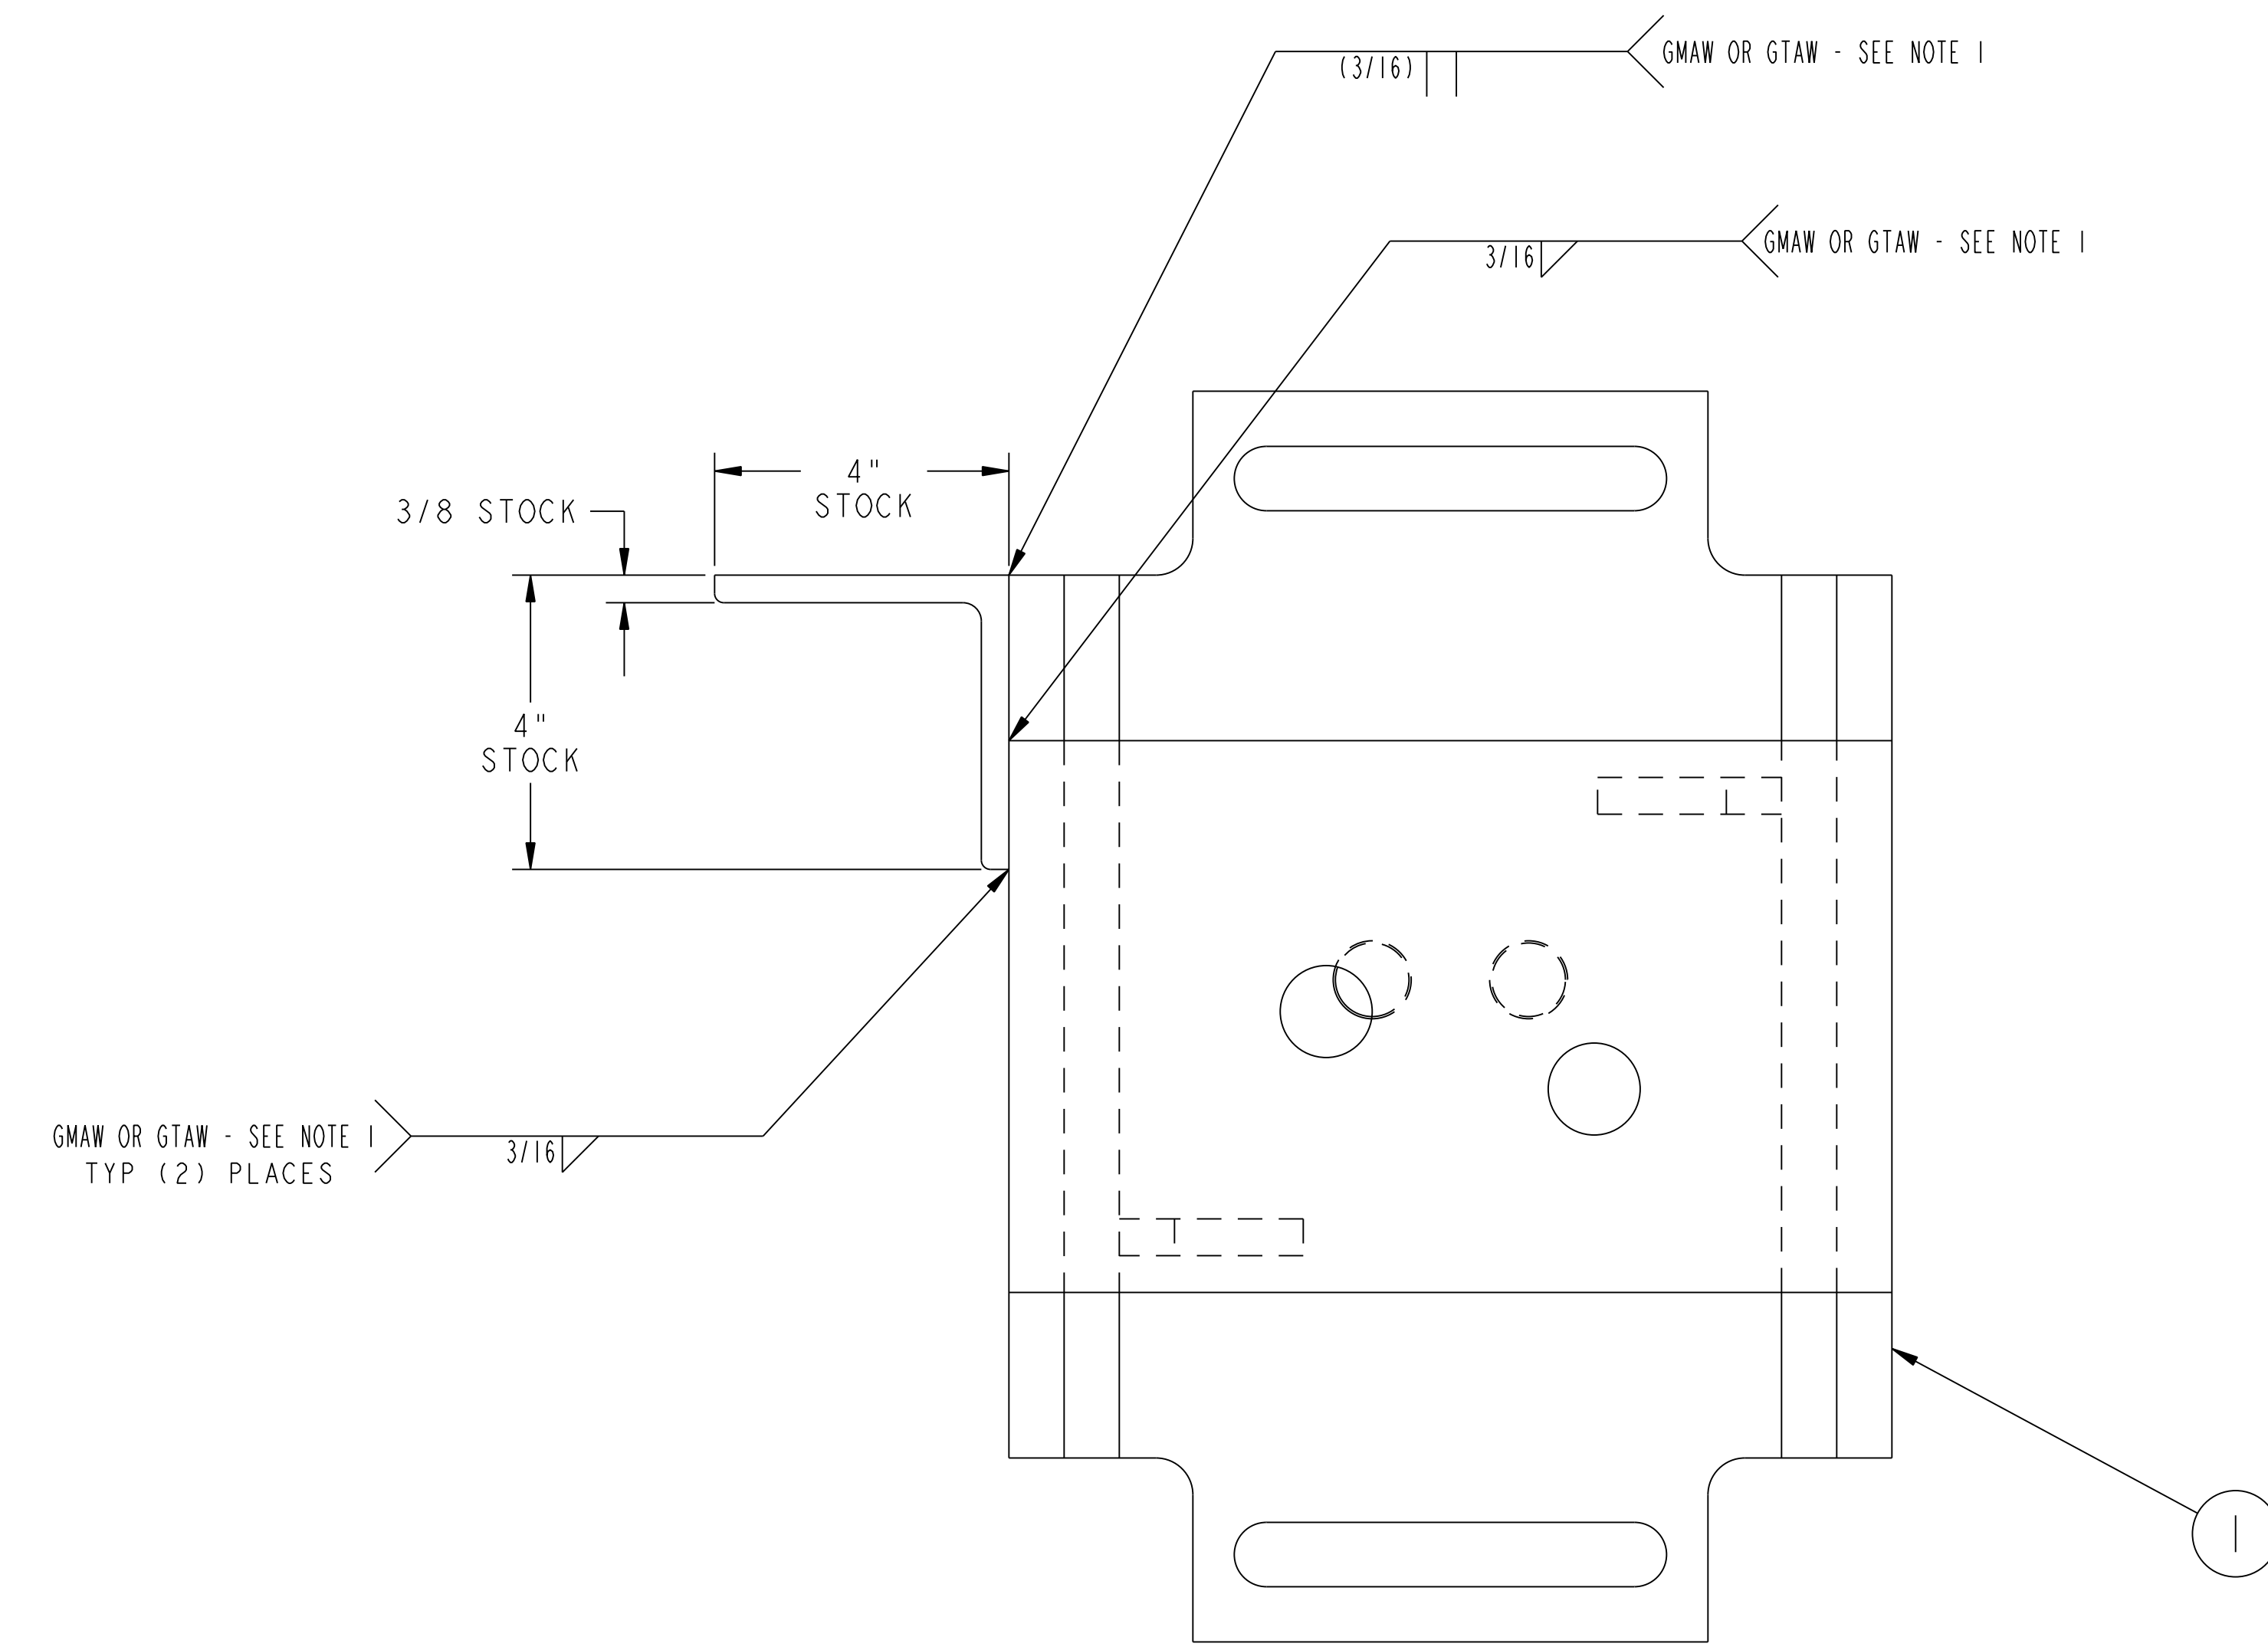 (3/16)
GMAW OR GTAW - SEE NOTE 1
3/16
GMAW OR GTAW - SEE NOTE 1
4"
STOCK
3/8 STOCK
4"
STOCK
GMAW OR GTAW - SEE NOTE 1
TYP (2) PLACES
3/16
1